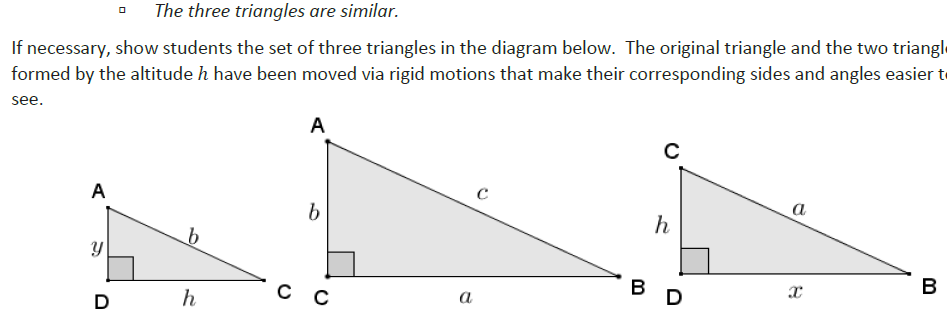 The three triangles are similar.
If necessary, show students the set of three triangles in the diagram below. The original triangle and the two
formed by the altitude h have been moved via rigid motions that make their corresponding sides and angles easier
see.
A
y
b
D
h
C
A
b
c
C
a
B
C
h
a
D
x
B